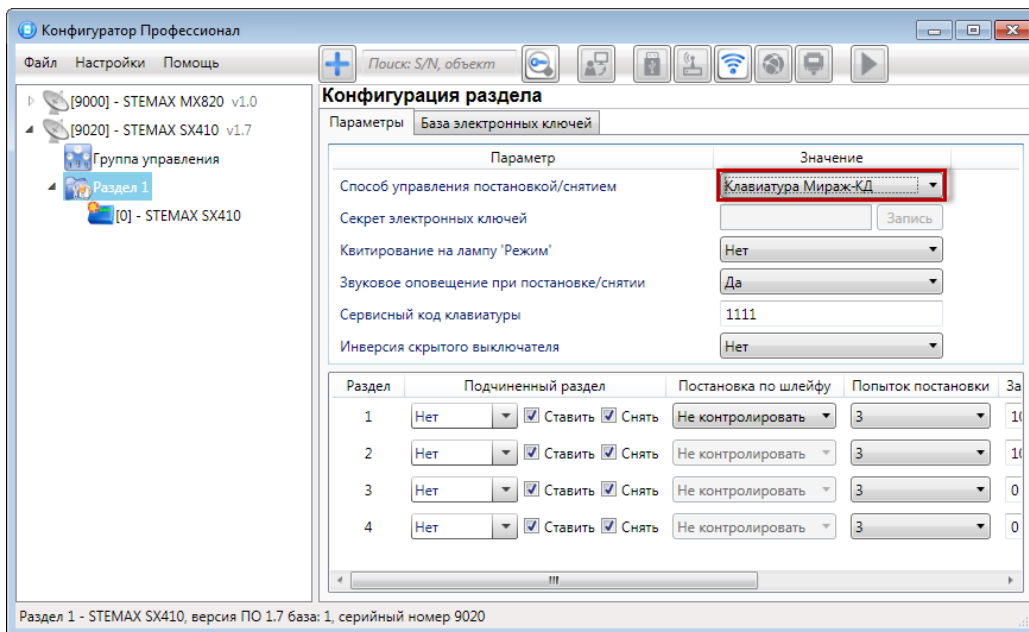 Конфигуратор Профессионал
Файл Настройки Помощь
Поиск: S/N, объект
[9000] - STEMAX MX820 v1.0
[9020] - STEMAX SX410 v1.7
Группа управления
Раздел 1
[0] - STEMAX SX410
Конфигурация раздела
Параметры База электронных ключей
Параметр Значение
Способ управления постановкой/снятием Клавиатура Мираж-КД
Секрет электронных ключей Запись
Квитирование на лампу 'Режим' Нет
Звуковое оповещение при постановке/снятии Да
Сервисный код клавиатуры 1111
Инверсия скрытого выключателя Нет
Раздел Подчиненный раздел Постановка по шлейфу Попыток постановки За
1 Нет Ставить Снять Не контролировать 3 10
2 Нет Ставить Снять Не контролировать 3 10
3 Нет Ставить Снять Не контролировать 3 0
4 Нет Ставить Снять Не контролировать 3 0
Раздел 1 - STEMAX SX410, версия ПО 1.7 база: 1, серийный номер 9020